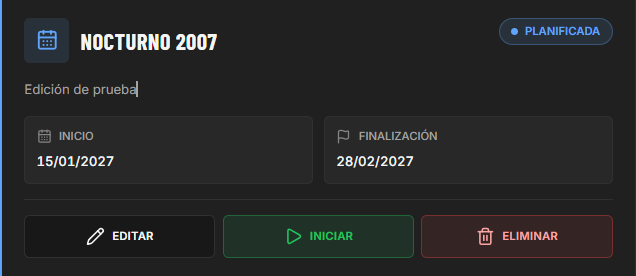 NOCTURNO 2007
PLANIFICADA
Edición de prueba
INICIO
15/01/2027
FINALIZACIÓN
28/02/2027
EDITAR
INICIAR
ELIMINAR